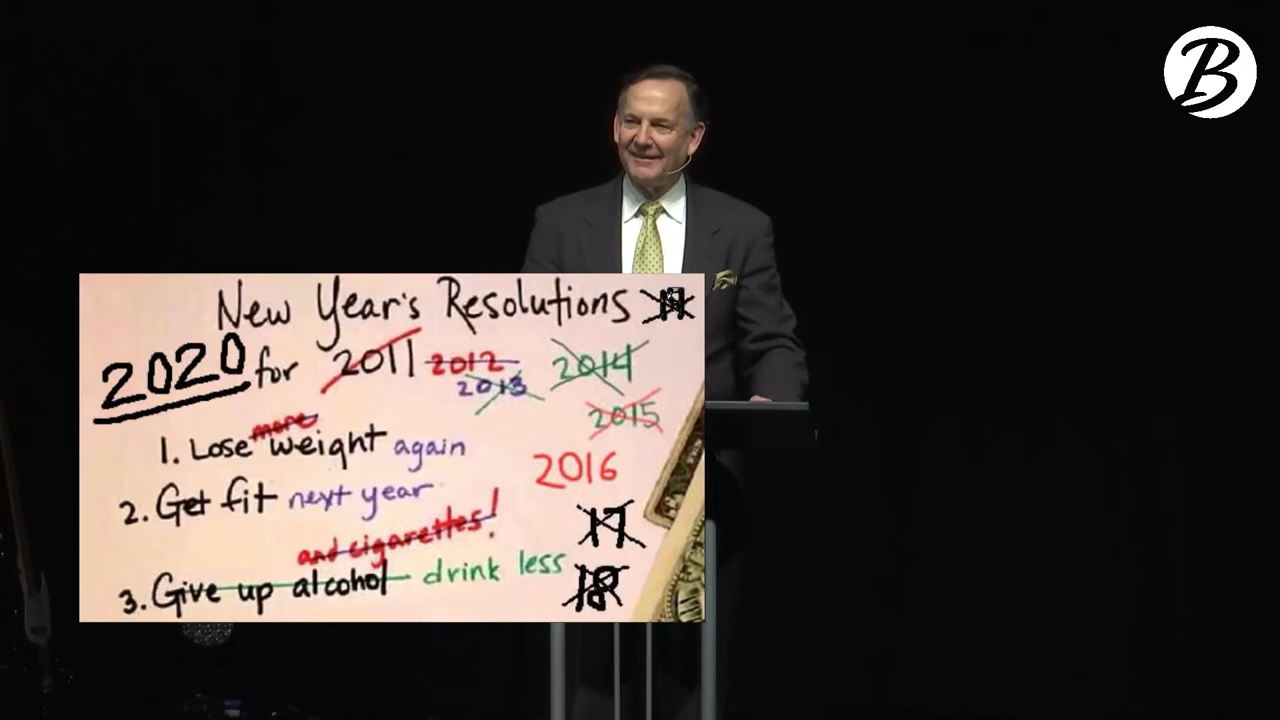 B
New Year's Resolutions 19
2020 for 2011 2012 2014
2013
2015
more
1. Lose weight again
2016
2. Get fit next year
and cigarettes!
17
3. Give up alcohol drink less
18